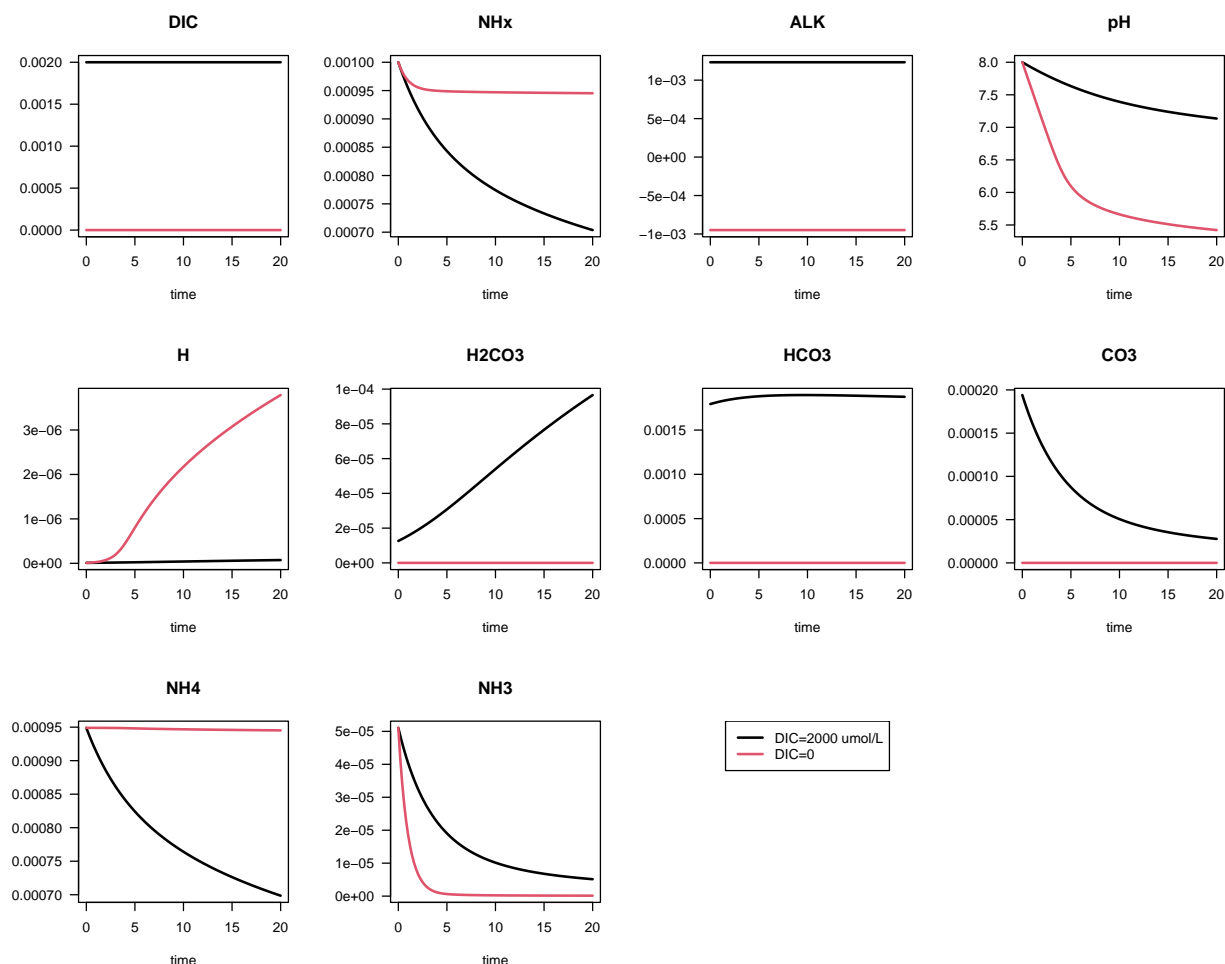 DIC
0.0020
0.0015
0.0010
0.0005
0.0000
0 5 10 15 20
time
NHx
0.00100
0.00095
0.00090
0.00085
0.00080
0.00075
0.00070
0 5 10 15 20
time
ALK
1e−03
5e−04
0e+00
−5e−04
−1e−03
0 5 10 15 20
time
pH
8.0
7.5
7.0
6.5
6.0
5.5
0 5 10 15 20
time
H
3e−06
2e−06
1e−06
0e+00
0 5 10 15 20
time
H2CO3
1e−04
8e−05
6e−05
4e−05
2e−05
0e+00
0 5 10 15 20
time
HCO3
0.0015
0.0010
0.0005
0.0000
0 5 10 15 20
time
CO3
0.00020
0.00015
0.00010
0.00005
0.00000
0 5 10 15 20
time
NH4
0.00095
0.00090
0.00085
0.00080
0.00075
0.00070
0 5 10 15 20
time
NH3
5e−05
4e−05
3e−05
2e−05
1e−05
0e+00
0 5 10 15 20
time
DIC=2000 umol/L
DIC=0